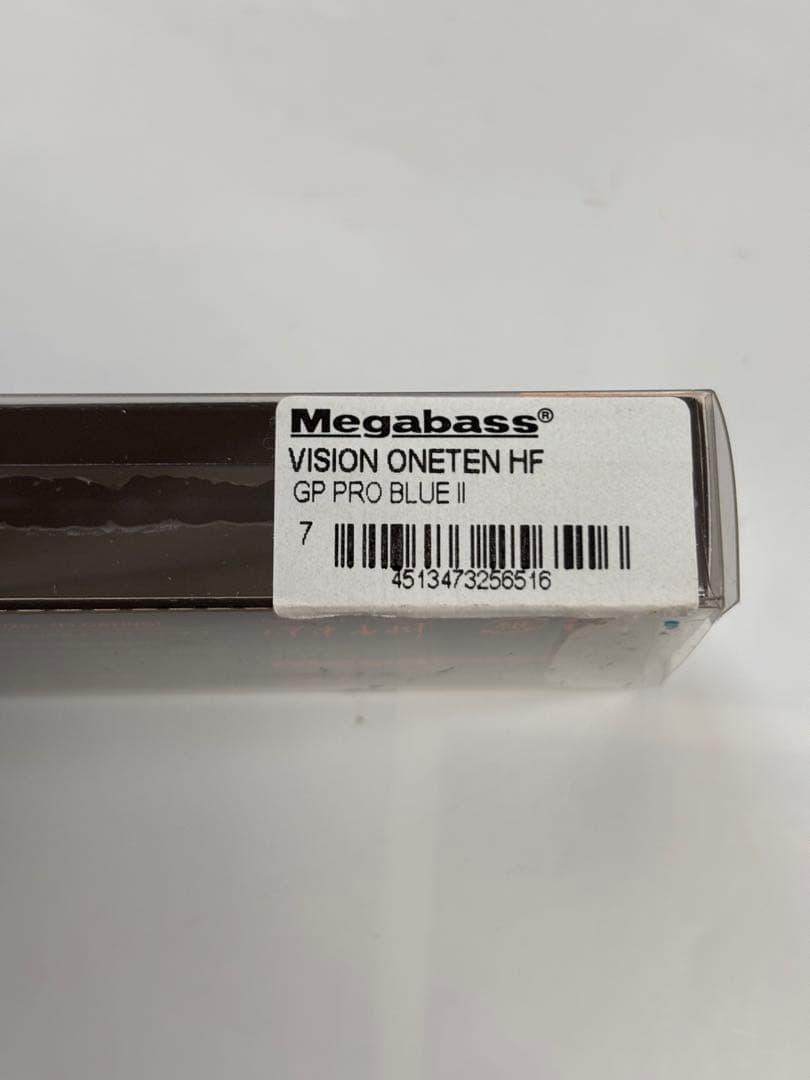 Megabass®
VISION ONETEN HF
GP PRO BLUE II
7
4513473256516